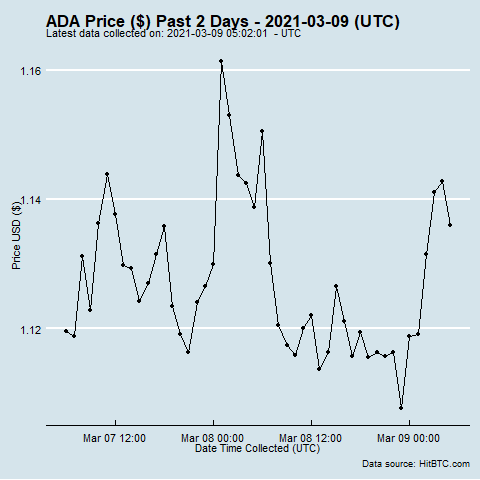 ADA Price ($) Past 2 Days - 2021-03-09 (UTC)
Latest data collected on: 2021-03-09 05:02:01 - UTC
1.16
1.14
1.12
Price USD ($)
Mar 07 12:00 Mar 08 00:00 Mar 08 12:00 Mar 09 00:00
Date Time Collected (UTC)
Data source: HitBTC.com